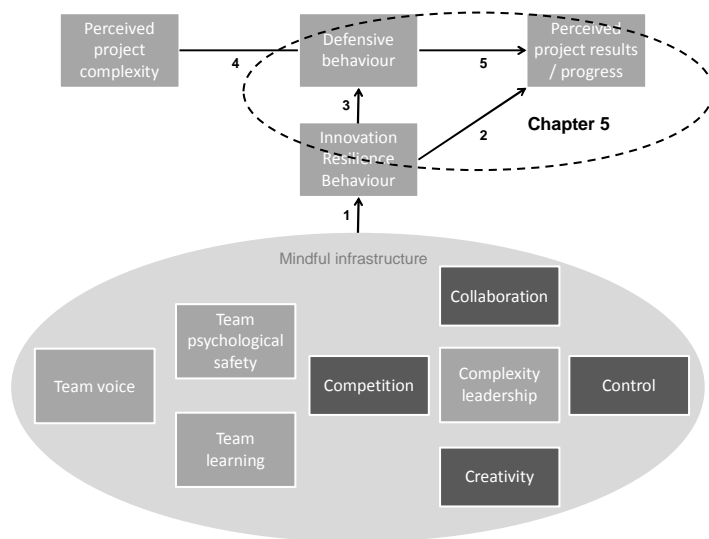 Perceived
project
complexity
4
Defensive
behaviour
5
Perceived
project results
/ progress
3
2
Chapter 5
Innovation
Resilience
Behaviour
1
Mindful infrastructure
Collaboration
Team
psychological
safety
Team voice
Competition
Complexity
leadership
Control
Team
learning
Creativity